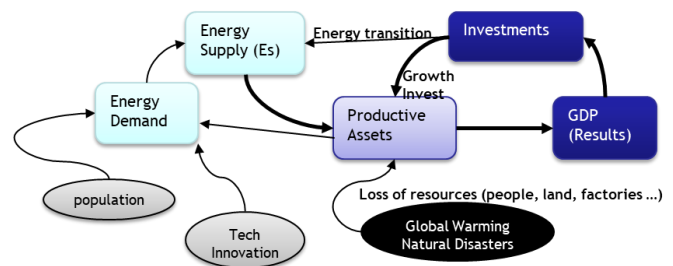 Energy
Supply (Es)
Energy transition
Investments
Growth
Invest
Energy
Demand
Productive
Assets
GDP
(Results)
population
Loss of resources (people, land, factories ...)
Tech
Innovation
Global Warming
Natural Disasters